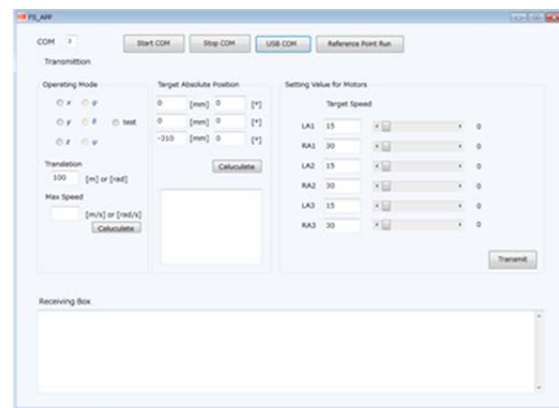 FS_APP
COM 3 Start COM Stop COM USB COM Reference Point Run
Transmittion
Operating Mode Target Absolute Position Setting Value for Motors
x φ 0 [mm] 0 [°] Target Speed
y θ test 0 [mm] 0 [°] LA1 15 0
z ψ -310 [mm] 0 [°] RA1 30 0
Translation Caluculate LA2 15 0
100 [m] or [rad] RA2 30 0
Max Speed LA3 15 0
[m/s] or [rad/s] RA3 30 0
Caluculate
Transmit
Receiving Box